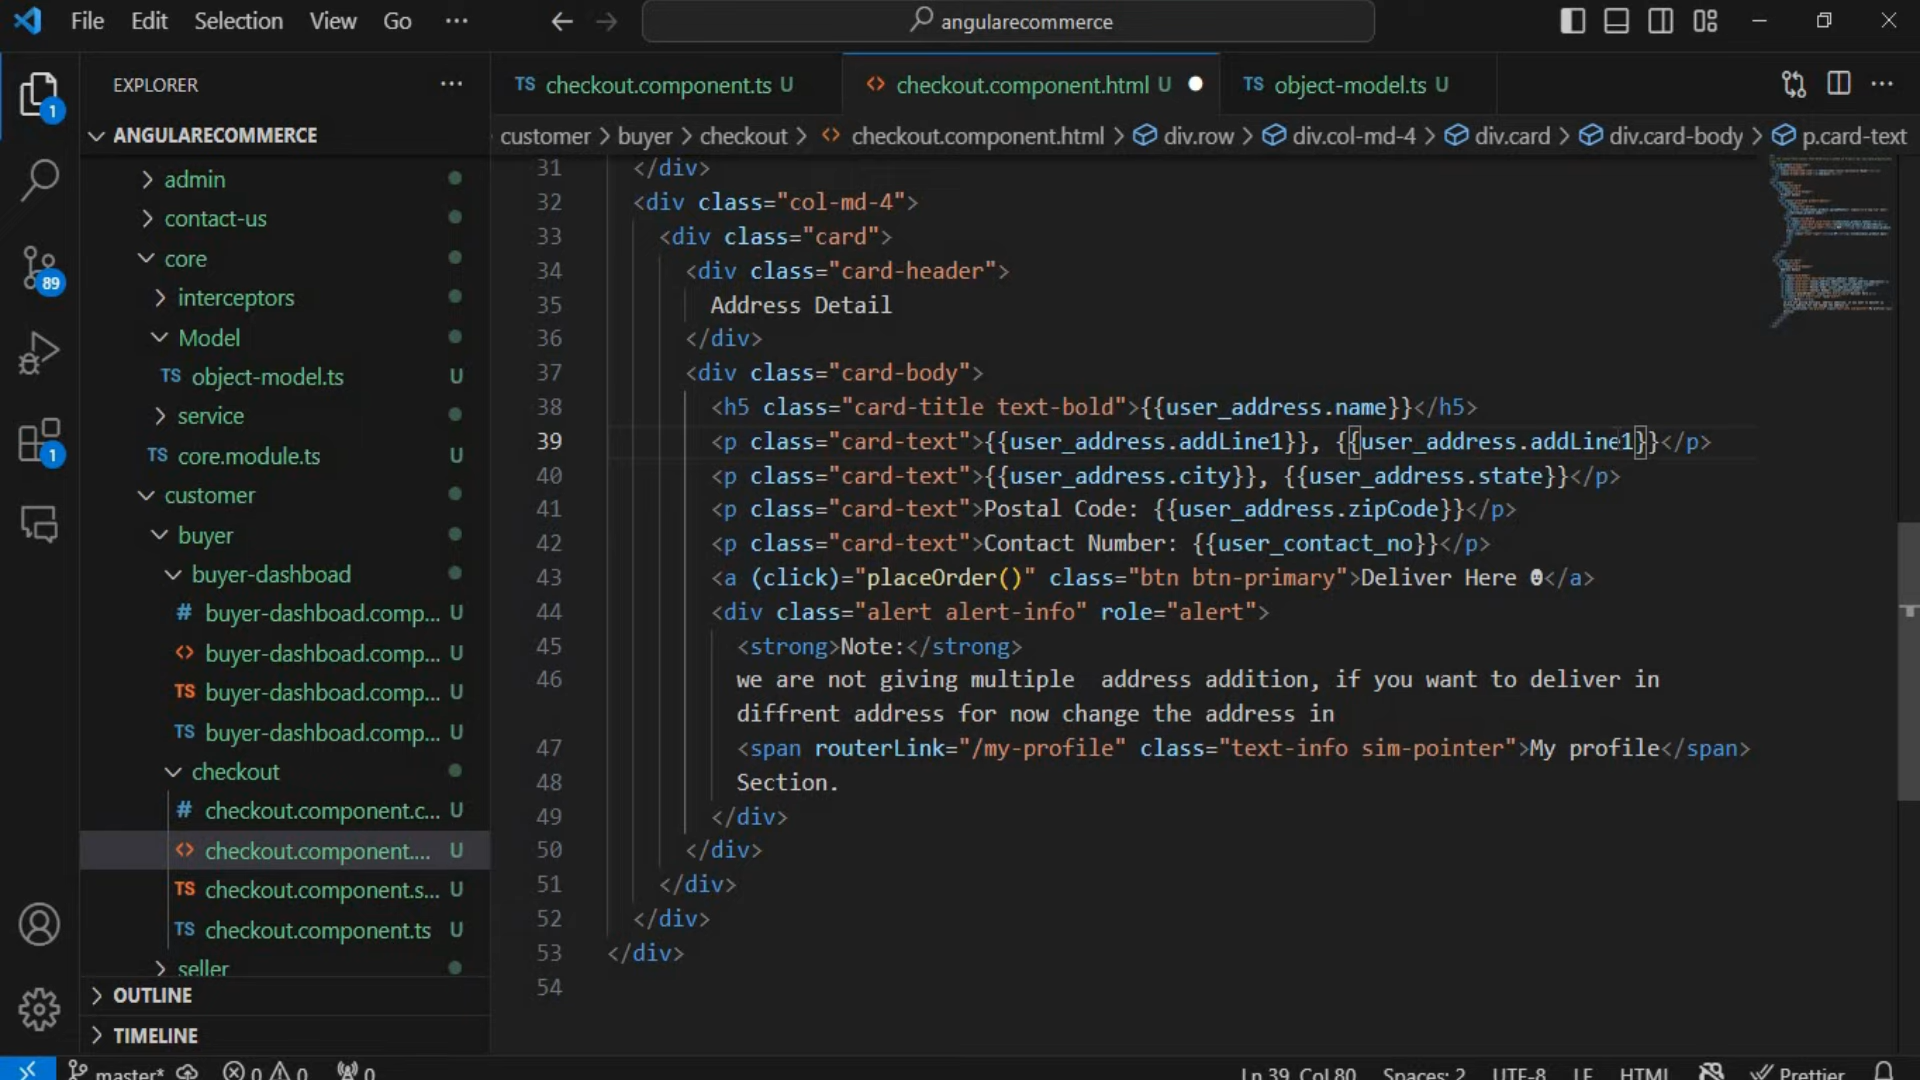 File Edit Selection View Go ··· angularecommerce
EXPLORER ···
TS checkout.component.ts U
<> checkout.component.html U ●
TS object-model.ts U
ANGULARECOMMERCE
customer > buyer > checkout > <> checkout.component.html > div.row > div.col-md-4 > div.card > div.card-body > p.card-text
admin
contact-us
core
interceptors
Model
TS object-model.ts U
service
TS core.module.ts U
customer
buyer
buyer-dashboad
# buyer-dashboad.comp... U
<> buyer-dashboad.comp... U
TS buyer-dashboad.comp... U
TS buyer-dashboad.comp... U
checkout
# checkout.component.c... U
<> checkout.component.... U
TS checkout.component.s... U
TS checkout.component.ts U
seller
OUTLINE
TIMELINE
1
89
1
31 </div>
32 <div class="col-md-4">
33 <div class="card">
34 <div class="card-header">
35 Address Detail
36 </div>
37 <div class="card-body">
38 <h5 class="card-title text-bold">{{user_address.name}}</h5>
39 <p class="card-text">{{user_address.addLine1}}, {{user_address.addLine1}}</p>
40 <p class="card-text">{{user_address.city}}, {{user_address.state}}</p>
41 <p class="card-text">Postal Code: {{user_address.zipCode}}</p>
42 <p class="card-text">Contact Number: {{user_contact_no}}</p>
43 <a (click)="placeOrder()" class="btn btn-primary">Deliver Here </a>
44 <div class="alert alert-info" role="alert">
45 <strong>Note:</strong>
46 we are not giving multiple  address addition, if you want to deliver in
diffrent address for now change the address in
47 <span routerLink="/my-profile" class="text-info sim-pointer">My profile</span>
48 Section.
49 </div>
50 </div>
51 </div>
52 </div>
53 </div>
54
master* 0 0 0 Ln 39, Col 80 Spaces: 2 UTF-8 LF HTML Prettier